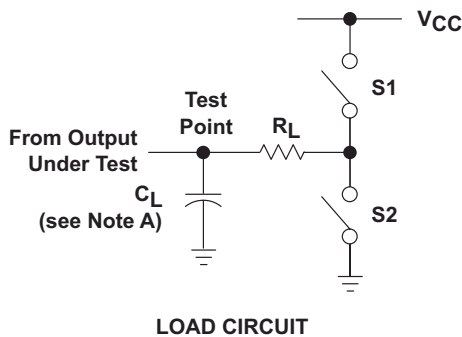 VCC
S1
Test
Point
RL
From Output
Under Test
CL
(see Note A)
S2
LOAD CIRCUIT